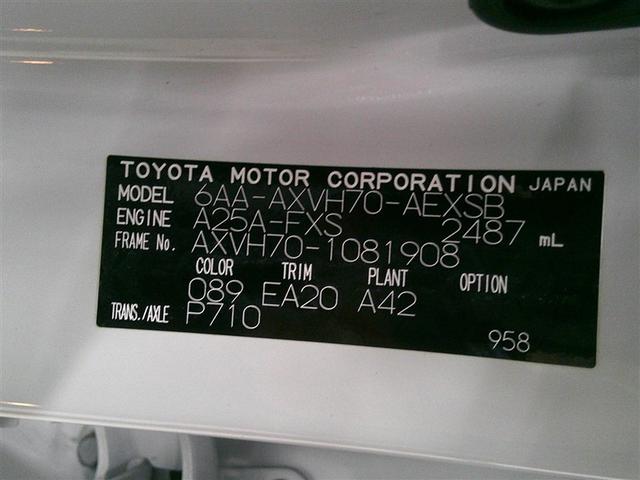 TOYOTA MOTOR CORPORATION JAPAN
MODEL 6AA-AXVH70-AEXSB
ENGINE A25A-FXS 2487 mL
FRAME No. AXVH70-1081908
COLOR TRIM PLANT OPTION
089 EA20 A42
TRANS./AXLE P710
958